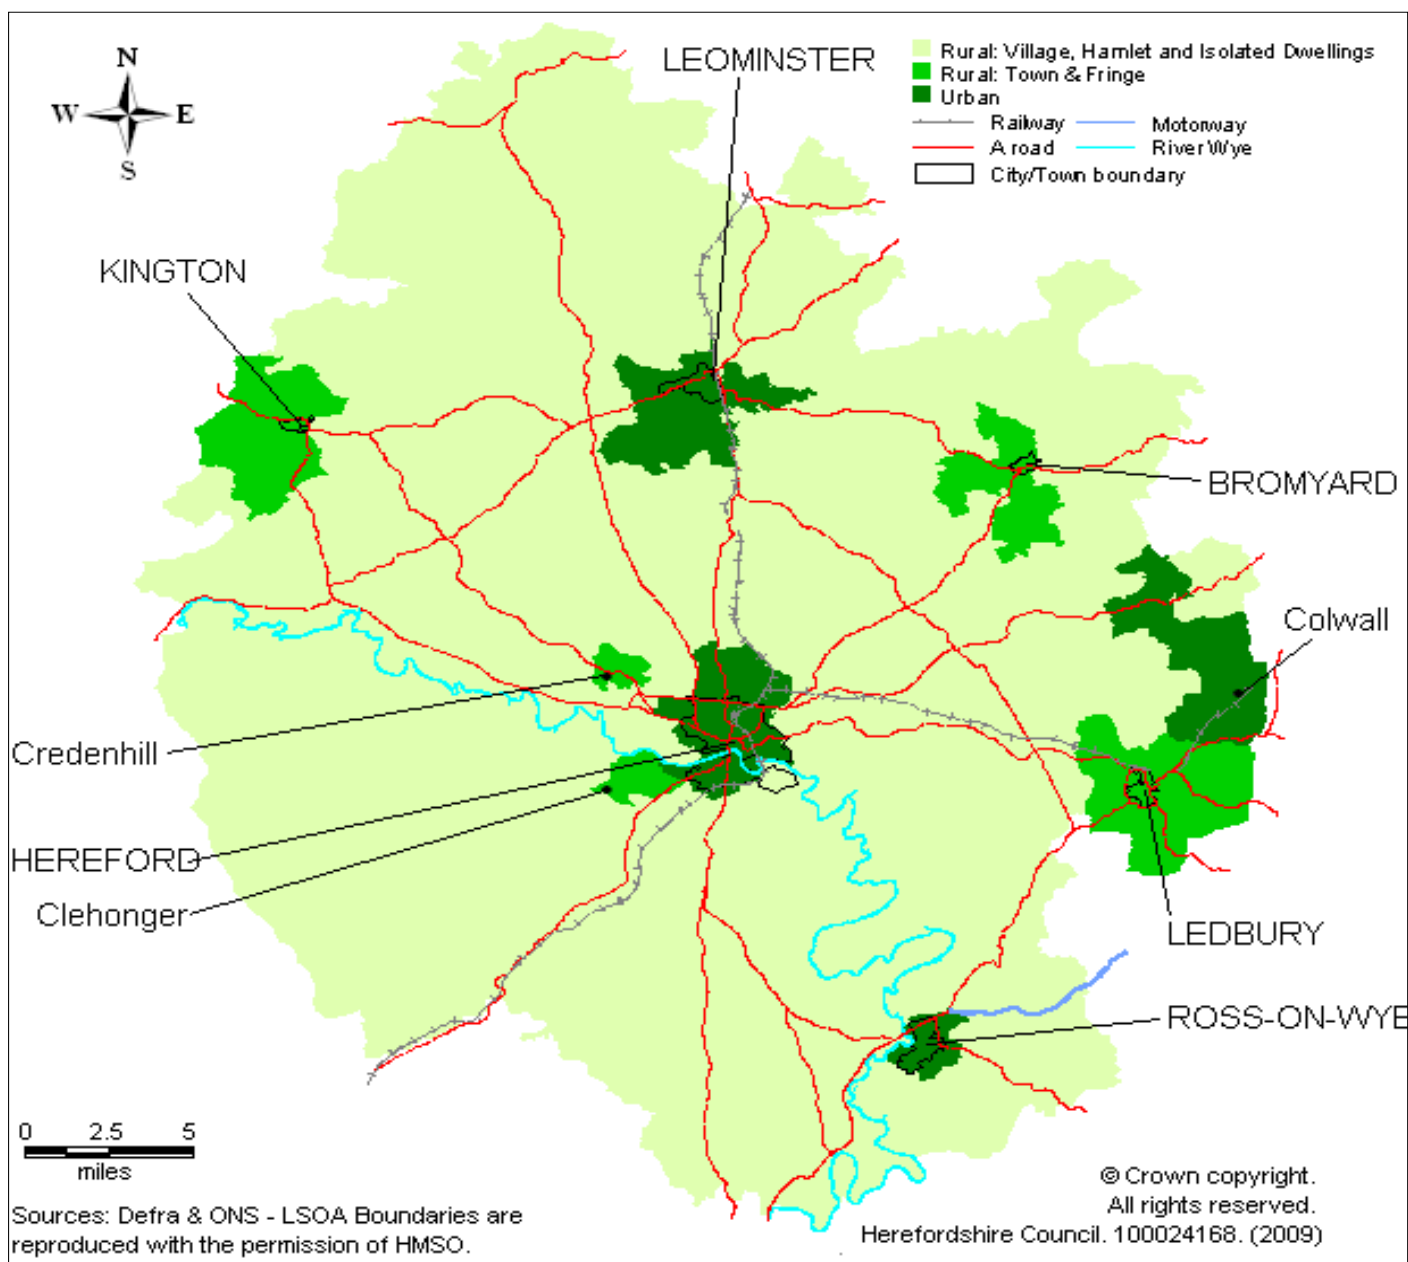 N
W E
S
LEOMINSTER
Rural: Village, Hamlet and Isolated Dwellings
Rural: Town & Fringe
Urban
Railway Motorway
A road River Wye
City/Town boundary
KINGTON
BROMYARD
Colwall
Credenhill
HEREFORD
Clehonger
LEDBURY
ROSS-ON-WYE
0 2.5 5
miles
© Crown copyright.
All rights reserved.
Herefordshire Council. 100024168. (2009)
Sources: Defra & ONS - LSOA Boundaries are
reproduced with the permission of HMSO.